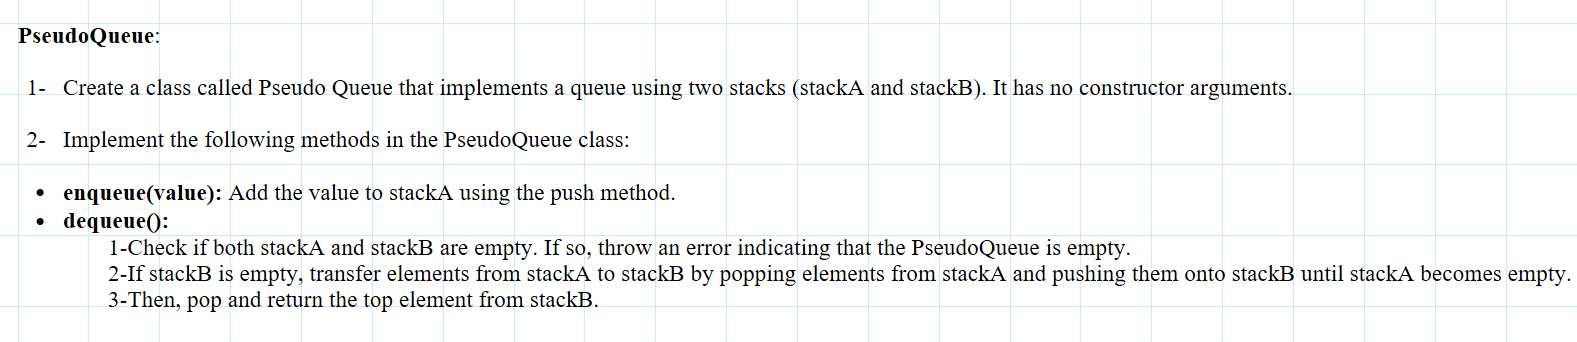 PseudoQueue:
1- Create a class called Pseudo Queue that implements a queue using two stacks (stackA and stackB). It has no constructor arguments.
2- Implement the following methods in the PseudoQueue class:
• enqueue(value): Add the value to stackA using the push method.
• dequeue():
1-Check if both stackA and stackB are empty. If so, throw an error indicating that the PseudoQueue is empty.
2-If stackB is empty, transfer elements from stackA to stackB by popping elements from stackA and pushing them onto stackB until stackA becomes empty.
3-Then, pop and return the top element from stackB.